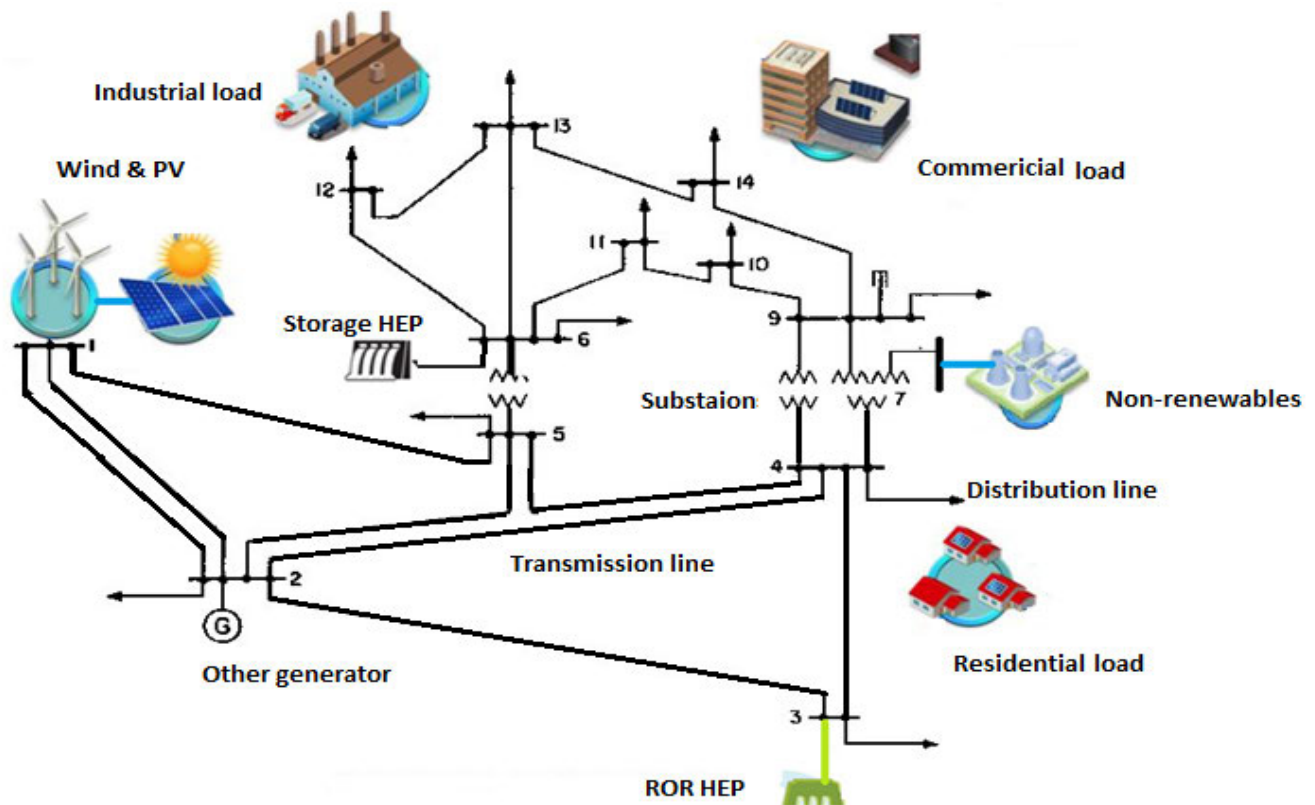 Industrial load
13
Wind & PV
12
14
Commericial load
11
10
1
Storage HEP
6
9
Substaion
7
Non-renewables
5
4
Distribution line
Transmission line
2
G
Other generator
Residential load
3
ROR HEP